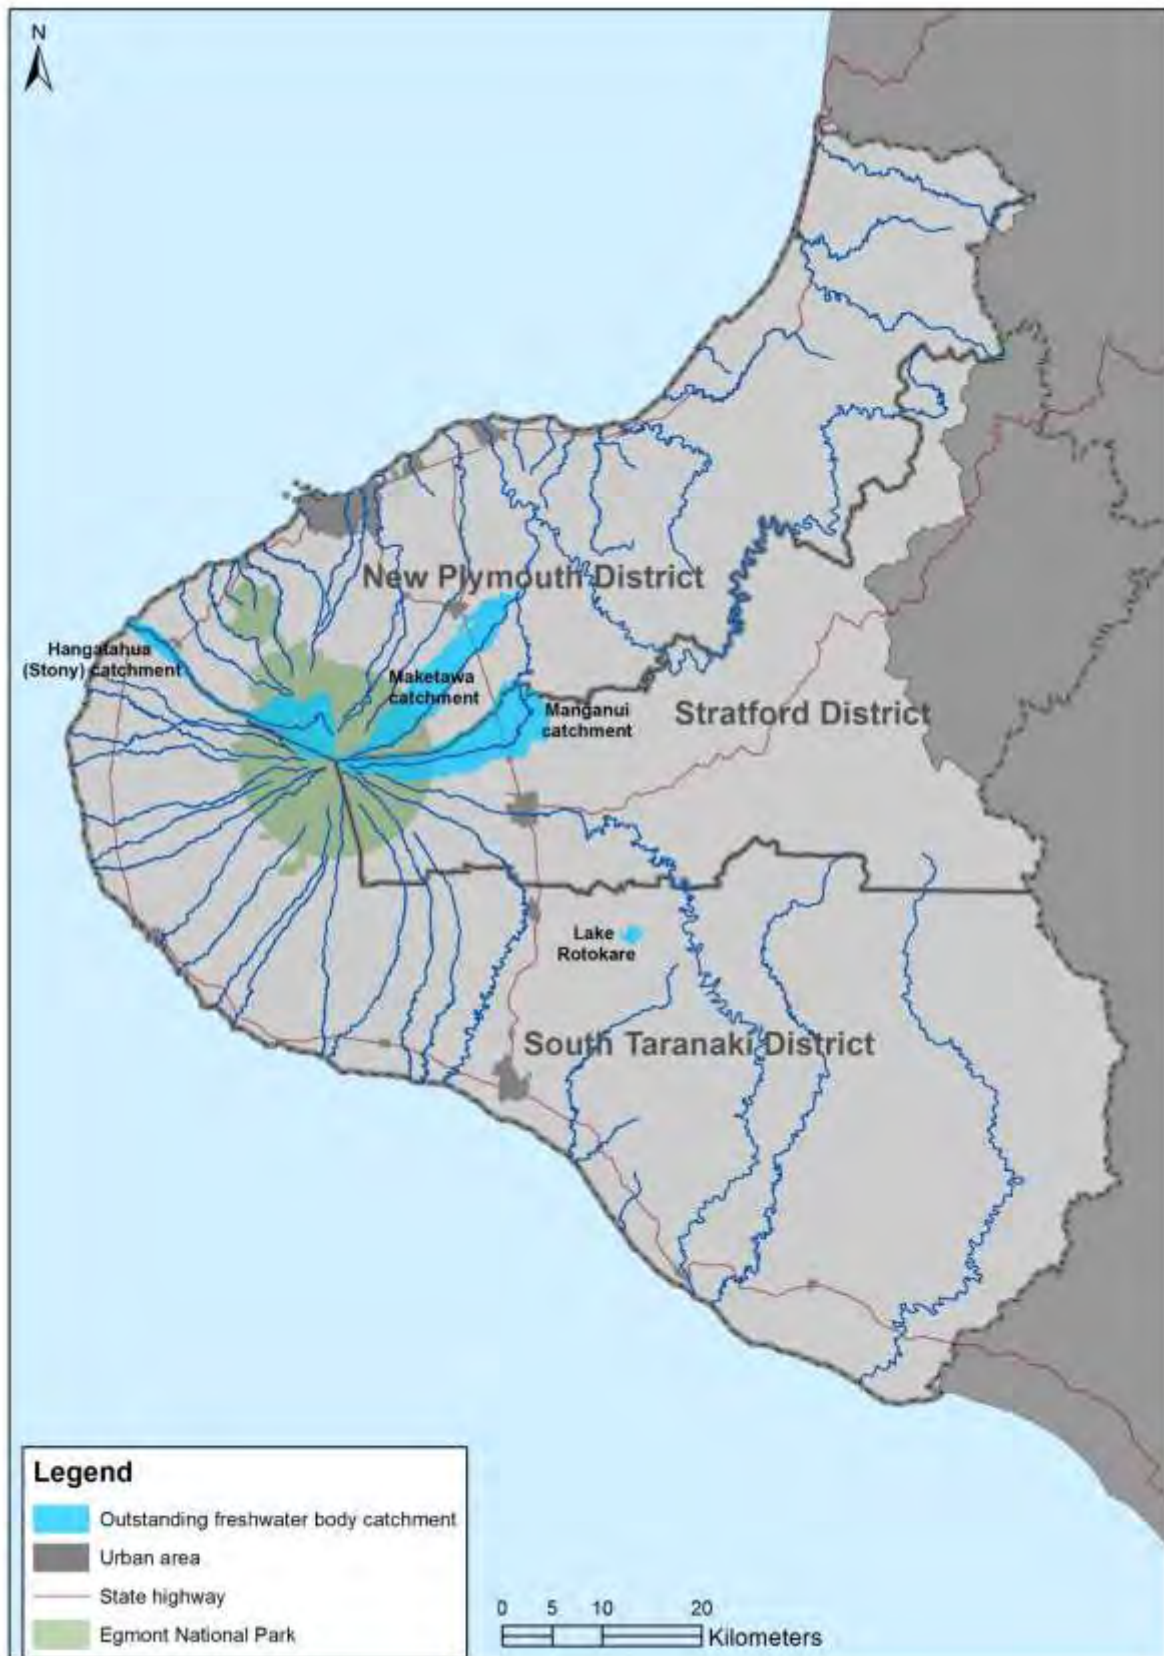 N
New Plymouth District
Hangatahua
(Stony) catchment
Maketawa
catchment
Manganui
catchment
Stratford District
Lake
Rotokare
South Taranaki District
Legend
Outstanding freshwater body catchment
Urban area
State highway
Egmont National Park
0 5 10 20
Kilometers